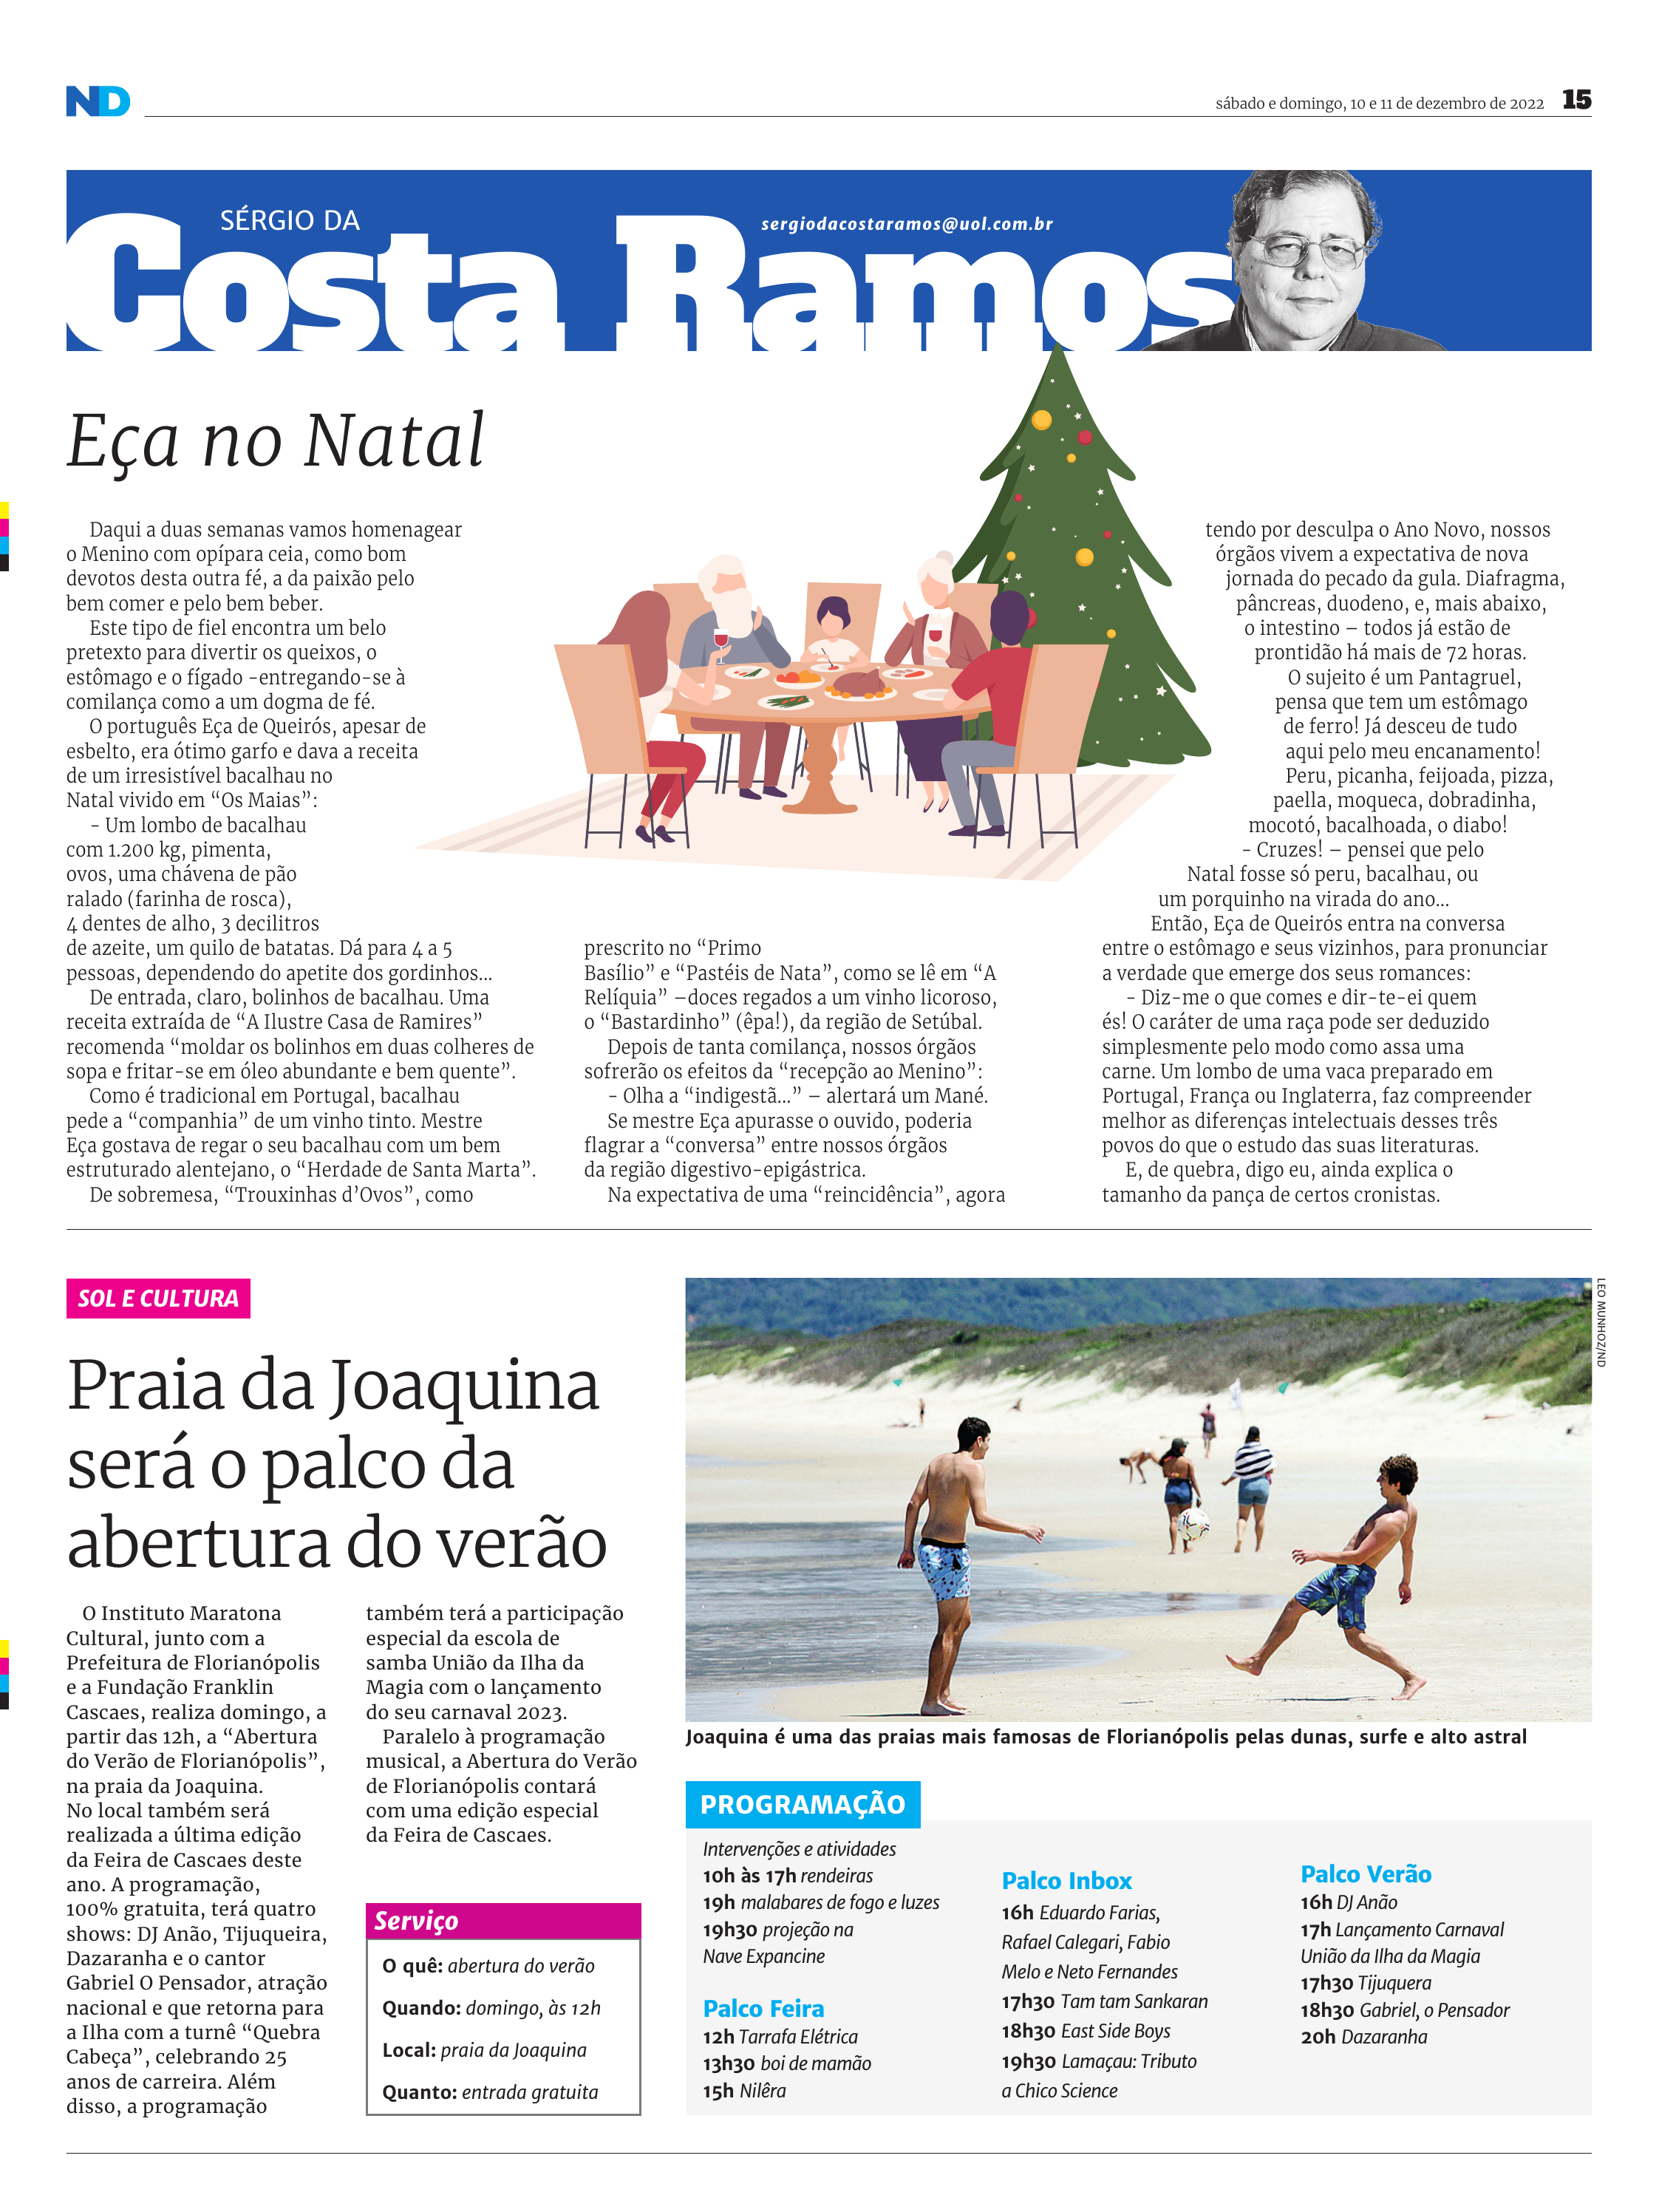 ND
sábado e domingo, 10 e 11 de dezembro de 2022 15
SÉRGIO DA
sergiodacostaramos@uol.com.br
Costa Ramos
Eça no Natal
Daqui a duas semanas vamos homenagear
o Menino com opípara ceia, como bom
devotos desta outra fé, a da paixão pelo
bem comer e pelo bem beber.
Este tipo de fiel encontra um belo
pretexto para divertir os queixos, o
estômago e o fígado -entregando-se à
comilança como a um dogma de fé.
O português Eça de Queirós, apesar de
esbelto, era ótimo garfo e dava a receita
de um irresistível bacalhau no
Natal vivido em “Os Maias”:
- Um lombo de bacalhau
com 1.200 kg, pimenta,
ovos, uma chávena de pão
ralado (farinha de rosca),
4 dentes de alho, 3 decilitros
de azeite, um quilo de batatas. Dá para 4 a 5
pessoas, dependendo do apetite dos gordinhos...
De entrada, claro, bolinhos de bacalhau. Uma
receita extraída de “A Ilustre Casa de Ramires”
recomenda “moldar os bolinhos em duas colheres de
sopa e fritar-se em óleo abundante e bem quente”.
Como é tradicional em Portugal, bacalhau
pede a “companhia” de um vinho tinto. Mestre
Eça gostava de regar o seu bacalhau com um bem
estruturado alentejano, o “Herdade de Santa Marta”.
De sobremesa, “Trouxinhas d’Ovos”, como
prescrito no “Primo
Basílio” e “Pastéis de Nata”, como se lê em “A
Relíquia” –doces regados a um vinho licoroso,
o “Bastardinho” (êpa!), da região de Setúbal.
Depois de tanta comilança, nossos órgãos
sofrerão os efeitos da “recepção ao Menino”:
- Olha a “indigestã...” – alertará um Mané.
Se mestre Eça apurasse o ouvido, poderia
flagrar a “conversa” entre nossos órgãos
da região digestivo-epigástrica.
Na expectativa de uma “reincidência”, agora
tendo por desculpa o Ano Novo, nossos
órgãos vivem a expectativa de nova
jornada do pecado da gula. Diafragma,
pâncreas, duodeno, e, mais abaixo,
o intestino – todos já estão de
prontidão há mais de 72 horas.
O sujeito é um Pantagruel,
pensa que tem um estômago
de ferro! Já desceu de tudo
aqui pelo meu encanamento!
Peru, picanha, feijoada, pizza,
paella, moqueca, dobradinha,
mocotó, bacalhoada, o diabo!
- Cruzes! – pensei que pelo
Natal fosse só peru, bacalhau, ou
um porquinho na virada do ano...
Então, Eça de Queirós entra na conversa
entre o estômago e seus vizinhos, para pronunciar
a verdade que emerge dos seus romances:
- Diz-me o que comes e dir-te-ei quem
és! O caráter de uma raça pode ser deduzido
simplesmente pelo modo como assa uma
carne. Um lombo de uma vaca preparado em
Portugal, França ou Inglaterra, faz compreender
melhor as diferenças intelectuais desses três
povos do que o estudo das suas literaturas.
E, de quebra, digo eu, ainda explica o
tamanho da pança de certos cronistas.
SOL E CULTURA
Praia da Joaquina
será o palco da
abertura do verão
O Instituto Maratona
Cultural, junto com a
Prefeitura de Florianópolis
e a Fundação Franklin
Cascaes, realiza domingo, a
partir das 12h, a “Abertura
do Verão de Florianópolis”,
na praia da Joaquina.
No local também será
realizada a última edição
da Feira de Cascaes deste
ano. A programação,
100% gratuita, terá quatro
shows: DJ Anão, Tijuqueira,
Dazaranha e o cantor
Gabriel O Pensador, atração
nacional e que retorna para
a Ilha com a turnê “Quebra
Cabeça”, celebrando 25
anos de carreira. Além
disso, a programação
também terá a participação
especial da escola de
samba União da Ilha da
Magia com o lançamento
do seu carnaval 2023.
Paralelo à programação
musical, a Abertura do Verão
de Florianópolis contará
com uma edição especial
da Feira de Cascaes.
Serviço
O quê: abertura do verão
Quando: domingo, às 12h
Local: praia da Joaquina
Quanto: entrada gratuita
LEO MUNHOZ/ND
Joaquina é uma das praias mais famosas de Florianópolis pelas dunas, surfe e alto astral
PROGRAMAÇÃO
Intervenções e atividades
10h às 17h rendeiras
19h malabares de fogo e luzes
19h30 projeção na
Nave Expancine
Palco Feira
12h Tarrafa Elétrica
13h30 boi de mamão
15h Nilêra
Palco Inbox
16h Eduardo Farias,
Rafael Calegari, Fabio
Melo e Neto Fernandes
17h30 Tam tam Sankaran
18h30 East Side Boys
19h30 Lamaçau: Tributo
a Chico Science
Palco Verão
16h DJ Anão
17h Lançamento Carnaval
União da Ilha da Magia
17h30 Tijuquera
18h30 Gabriel, o Pensador
20h Dazaranha